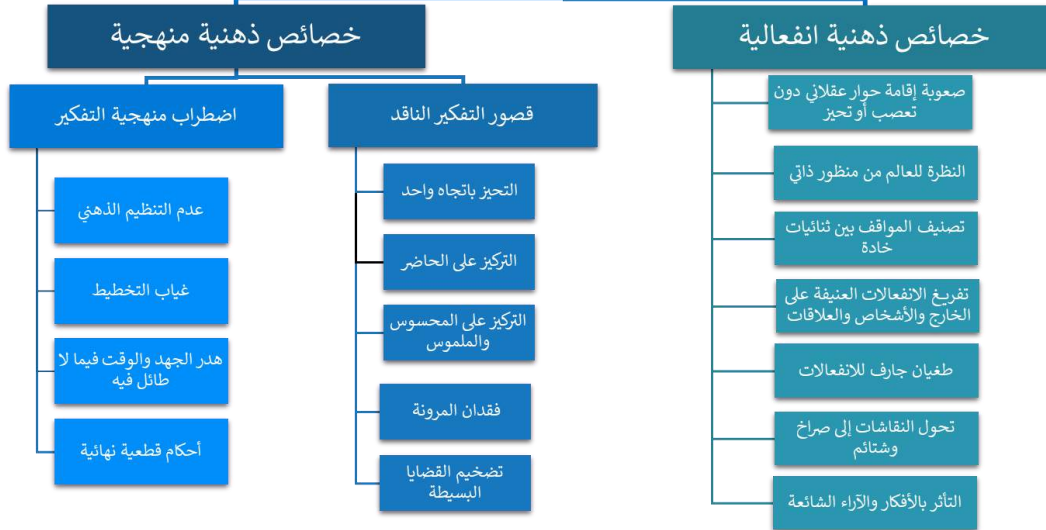 خصائص ذهنية انفعالية
صعوبة إقامة حوار عقلاني دون
تعصب أو تحيز
النظرة للعالم من منظور ذاتي
تصنيف المواقف بين ثنائيات
خادة
تفريغ الانفعالات العنيفة على
الخارج والأشخاص والعلاقات
طغيان جارف للانفعالات
تحول النقاشات إلى صراخ
وشتائم
التأثر بالأفكار والآراء الشائعة
خصائص ذهنية منهجية
قصور التفكير الناقد
التحيز باتجاه واحد
التركيز على الحاضر
التركيز على المحسوس
والملموس
فقدان المرونة
تضخيم القضايا
البسيطة
اضطراب منهجية التفكير
عدم التنظيم الذهني
غياب التخطيط
هدر الجهد والوقت فيما لا
طائل فيه
أحكام قطعية نهائية